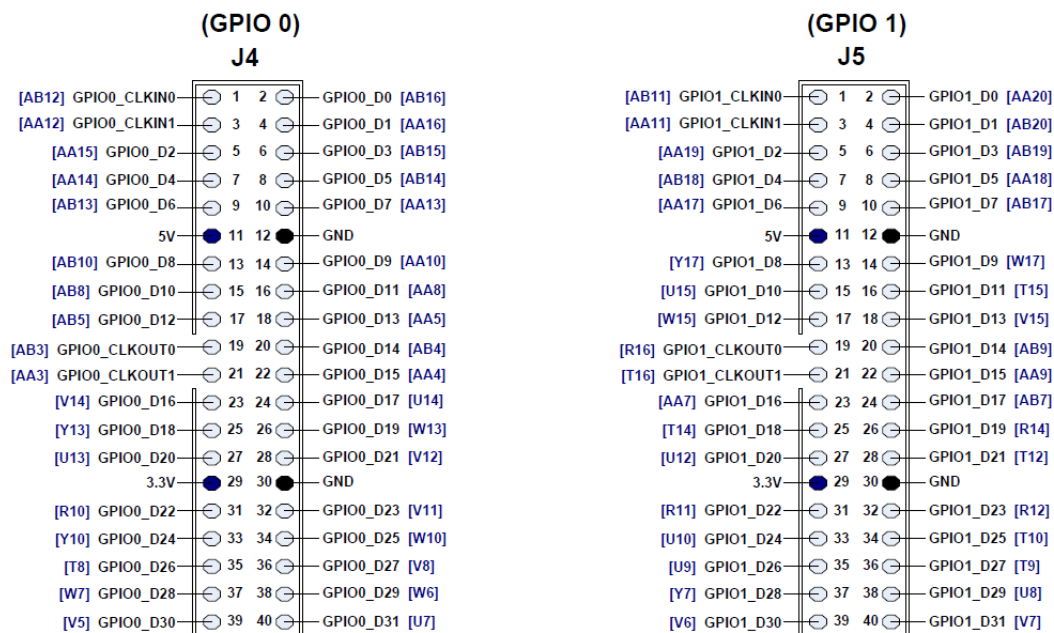 (GPIO 0) (GPIO 1)
J4 J5
[AB12] GPIO0_CLKIN0 1 2 GPIO0_D0 [AB16] [AB11] GPIO1_CLKIN0 1 2 GPIO1_D0 [AA20]
[AA12] GPIO0_CLKIN1 3 4 GPIO0_D1 [AA16] [AA11] GPIO1_CLKIN1 3 4 GPIO1_D1 [AB20]
[AA15] GPIO0_D2 5 6 GPIO0_D3 [AB15] [AA19] GPIO1_D2 5 6 GPIO1_D3 [AB19]
[AA14] GPIO0_D4 7 8 GPIO0_D5 [AB14] [AB18] GPIO1_D4 7 8 GPIO1_D5 [AA18]
[AB13] GPIO0_D6 9 10 GPIO0_D7 [AA13] [AA17] GPIO1_D6 9 10 GPIO1_D7 [AB17]
5V 11 12 GND 5V 11 12 GND
[AB10] GPIO0_D8 13 14 GPIO0_D9 [AA10] [Y17] GPIO1_D8 13 14 GPIO1_D9 [W17]
[AB8] GPIO0_D10 15 16 GPIO0_D11 [AA8] [U15] GPIO1_D10 15 16 GPIO1_D11 [T15]
[AB5] GPIO0_D12 17 18 GPIO0_D13 [AA5] [W15] GPIO1_D12 17 18 GPIO1_D13 [V15]
[AB3] GPIO0_CLKOUT0 19 20 GPIO0_D14 [AB4] [R16] GPIO1_CLKOUT0 19 20 GPIO1_D14 [AB9]
[AA3] GPIO0_CLKOUT1 21 22 GPIO0_D15 [AA4] [T16] GPIO1_CLKOUT1 21 22 GPIO1_D15 [AA9]
[V14] GPIO0_D16 23 24 GPIO0_D17 [U14] [AA7] GPIO1_D16 23 24 GPIO1_D17 [AB7]
[Y13] GPIO0_D18 25 26 GPIO0_D19 [W13] [T14] GPIO1_D18 25 26 GPIO1_D19 [R14]
[U13] GPIO0_D20 27 28 GPIO0_D21 [V12] [U12] GPIO1_D20 27 28 GPIO1_D21 [T12]
3.3V 29 30 GND 3.3V 29 30 GND
[R10] GPIO0_D22 31 32 GPIO0_D23 [V11] [R11] GPIO1_D22 31 32 GPIO1_D23 [R12]
[Y10] GPIO0_D24 33 34 GPIO0_D25 [W10] [U10] GPIO1_D24 33 34 GPIO1_D25 [T10]
[T8] GPIO0_D26 35 36 GPIO0_D27 [V8] [U9] GPIO1_D26 35 36 GPIO1_D27 [T9]
[W7] GPIO0_D28 37 38 GPIO0_D29 [W6] [Y7] GPIO1_D28 37 38 GPIO1_D29 [U8]
[V5] GPIO0_D30 39 40 GPIO0_D31 [U7] [V6] GPIO1_D30 39 40 GPIO1_D31 [V7]